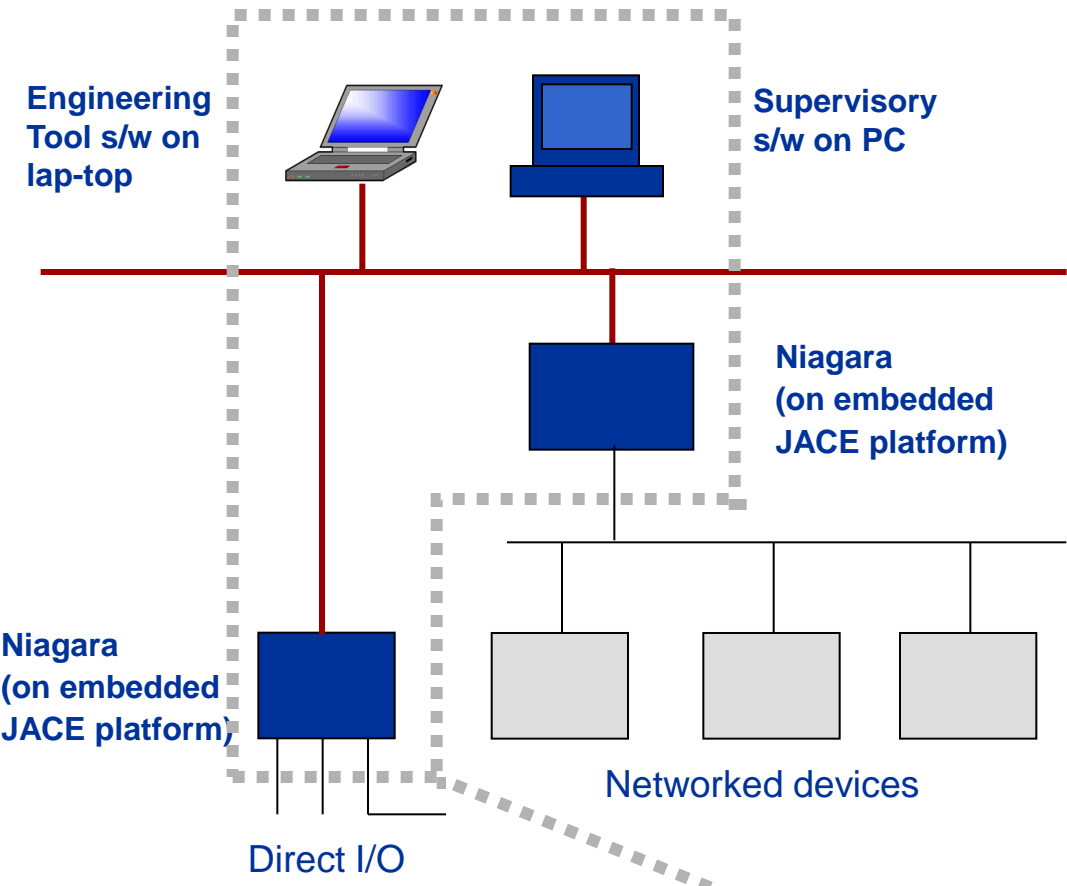 Engineering
Tool s/w on
lap-top
Supervisory
s/w on PC
Niagara
(on embedded
JACE platform)
Niagara
(on embedded
JACE platform)
Networked devices
Direct I/O